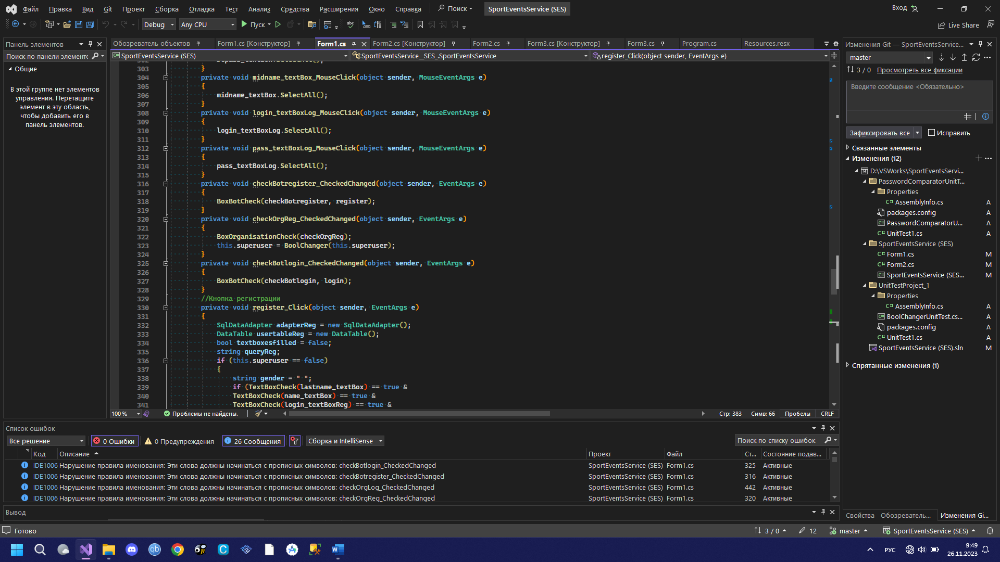 Файл Правка Вид Git Проект Сборка Отладка Тест Анализ Средства Расширения Окно Справка Поиск SportEventsService (SES) Вход
Debug Any CPU Пуск Live Share
Панель элементов
Поиск по панели элементс
Общие
В этой группе нет элементов
управления. Перетащите
элемент в эту область,
чтобы добавить его в
панель элементов.
Обозреватель объектов Form1.cs [Конструктор] Form1.cs Form2.cs [Конструктор] Form2.cs Form3.cs [Конструктор] Form3.cs Program.cs Resources.resx
SportEventsService (SES) SportEventsService__SES_.SportEventsService register_Click(object sender, EventArgs e)
303 }
304 private void midname_textBox_MouseClick(object sender, MouseEventArgs e)
305 {
306 midname_textBox.SelectAll();
307 }
308 private void login_textBoxLog_MouseClick(object sender, MouseEventArgs e)
309 {
310 login_textBoxLog.SelectAll();
311 }
312 private void pass_textBoxLog_MouseClick(object sender, MouseEventArgs e)
313 {
314 pass_textBoxLog.SelectAll();
315 }
316 private void checkBotregister_CheckedChanged(object sender, EventArgs e)
317 {
318 BoxBotCheck(checkBotregister, register);
319 }
320 private void checkOrgReg_CheckedChanged(object sender, EventArgs e)
321 {
322 BoxOrganisationCheck(checkOrgReg);
323 this.superuser = BoolChanger(this.superuser);
324 }
325 private void checkBotlogin_CheckedChanged(object sender, EventArgs e)
326 {
327 BoxBotCheck(checkBotlogin, login);
328 }
329 //Кнопка регистрации
330 private void register_Click(object sender, EventArgs e)
331 {
332 SqlDataAdapter adapterReg = new SqlDataAdapter();
333 DataTable usertableReg = new DataTable();
334 bool textboxesfilled = false;
335 string queryReg;
336 if (this.superuser == false)
337 {
338 string gender = " ";
339 if (TextBoxCheck(lastname_textBox) == true &
340 TextBoxCheck(name_textBox) == true &
341 TextBoxCheck(login_textBoxReg) == true &
100 % Проблемы не найдены. Стр: 383 Симв: 66 Пробелы CRLF
Список ошибок
Все решение 0 Ошибки 0 Предупреждения 26 Сообщения Сборка и IntelliSense Поиск по списку ошибок
Код Описание Проект Файл Ст... Состояние подав...
IDE1006 Нарушение правила именования: Эти слова должны начинаться с прописных символов: checkBotlogin_CheckedChanged SportEventsService (SES) Form1.cs 325 Активные
IDE1006 Нарушение правила именования: Эти слова должны начинаться с прописных символов: checkBotregister_CheckedChanged SportEventsService (SES) Form1.cs 316 Активные
IDE1006 Нарушение правила именования: Эти слова должны начинаться с прописных символов: checkOrgLog_CheckedChanged SportEventsService (SES) Form1.cs 442 Активные
IDE1006 Нарушение правила именования: Эти слова должны начинаться с прописных символов: checkOrgReg_CheckedChanged SportEventsService (SES) Form1.cs 320 Активные
Вывод
Изменения Git — SportEventsService...
master
3 / 0 Просмотреть все фиксации
Введите сообщение <Обязательно>
Зафиксировать все Исправить
Связанные элементы
Изменения (12)
D:\VSWorks\SportEventsServi...
PasswordComparatorUnitT...
Properties
C# AssemblyInfo.cs A
packages.config A
C# PasswordComparatorU... A
C# UnitTest1.cs A
SportEventsService (SES)
C# Form1.cs M
C# Form2.cs M
C# SportEventsService (SES... M
UnitTestProject_1
Properties
C# AssemblyInfo.cs A
C# BoolChangerUnitTest.cs... A
packages.config A
C# UnitTest1.cs A
SportEventsService (SES).sln M
Спрятанные изменения (1)
Свойства Обозреватель... Изменения Gi...
Готово 3 / 0 12 master SportEventsService (SES)
РУС 9:49
26.11.2023